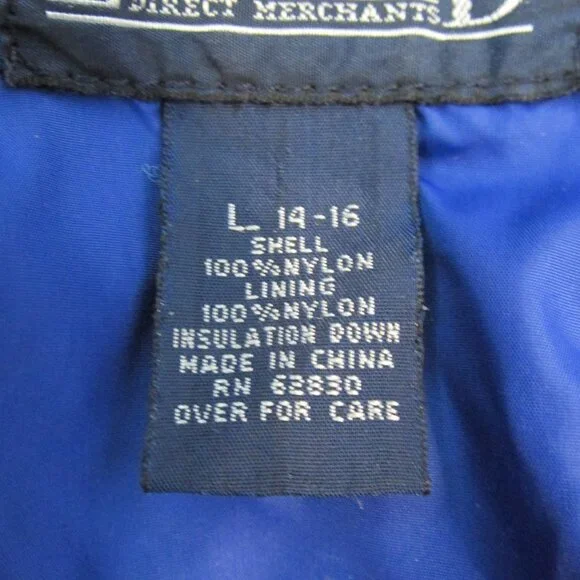 DIRECT MERCHANTS
L 14-16
SHELL
100%NYLON
LINING
100%NYLON
INSULATION DOWN
MADE IN CHINA
RN 62830
OVER FOR CARE